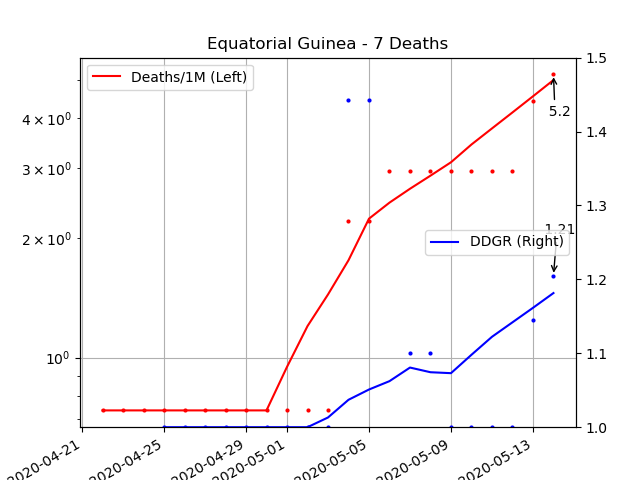 Equatorial Guinea - 7 Deaths
Deaths/1M (Left)
DDGR (Right)
5.2
1.21
4 × 10⁰
3 × 10⁰
2 × 10⁰
10⁰
1.5
1.4
1.3
1.2
1.1
1.0
2020-04-21
2020-04-25
2020-04-29
2020-05-01
2020-05-05
2020-05-09
2020-05-13